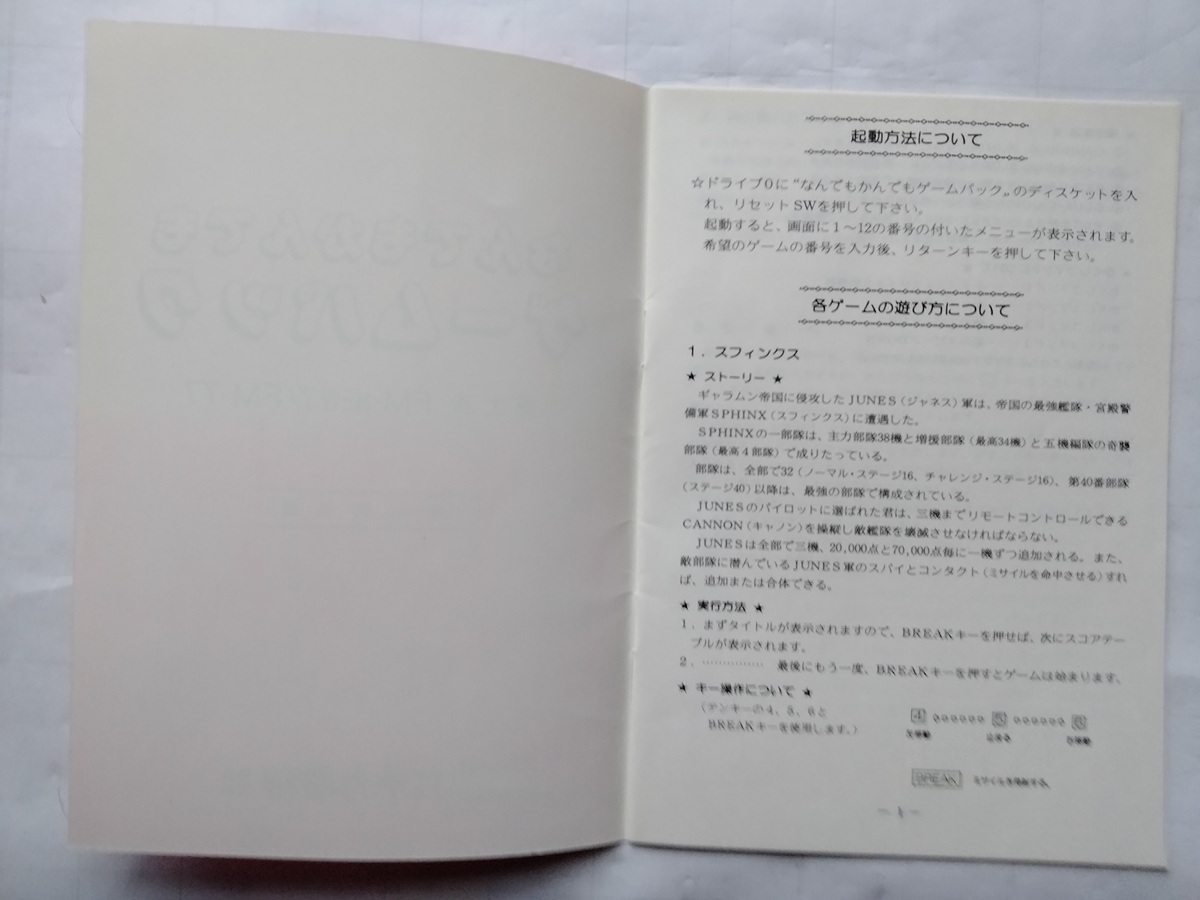 起動方法について
☆ドライブ0に"なんでもかんでもゲームパック"のディスケットを入
れ、リセットSWを押して下さい。
起動すると、画面に1〜12の番号の付いたメニューが表示されます。
希望のゲームの番号を入力後、リターンキーを押して下さい。
各ゲームの遊び方について
1．スフィンクス
★ ストーリー ★
ギャラムン帝国に侵攻したJUNES（ジャネス）軍は、帝国の最強艦隊・宮殿警
備軍SPHINX（スフィンクス）に遭遇した。
SPHINXの一部隊は、主力部隊38機と増援部隊（最高34機）と五機編隊の奇襲
部隊（最高4部隊）で成りたっている。
部隊は、全部で32（ノーマル・ステージ16、チャレンジ・ステージ16）、第40番部隊
（ステージ40）以降は、最強の部隊で構成されている。
JUNESのパイロットに選ばれた君は、三機までリモートコントロールできる
CANNON（キャノン）を操縦し敵艦隊を壊滅させなければならない。
JUNESは全部で三機、20,000点と70,000点毎に一機ずつ追加される。また、
敵部隊に潜んでいるJUNES軍のスパイとコンタクト（ミサイルを命中させる）すれ
ば、追加または合体できる。
★ 実行方法 ★
1．まずタイトルが表示されますので、BREAKキーを押せば、次にスコアテー
ブルが表示されます。
2．…………… 最後にもう一度、BREAKキーを押すとゲームは始まります。
★ キー操作について ★
（テンキーの4、5、6と
BREAKキーを使用します。）
4 5 6
左移動 右移動
BREAK ミサイルを発射する。
— 1 —